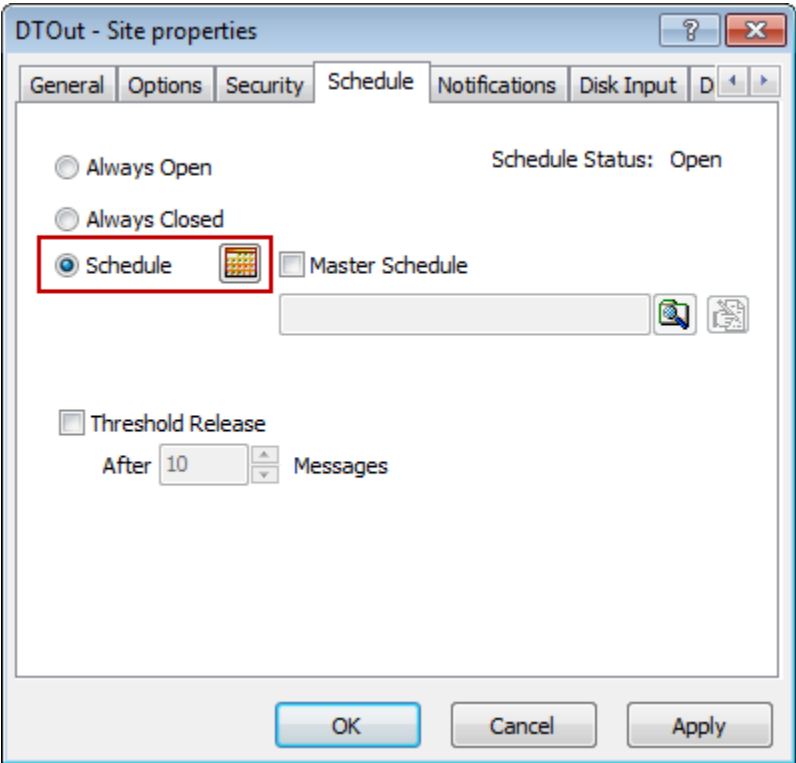 DTOut - Site properties
General Options Security Schedule Notifications Disk Input D
Always Open Schedule Status: Open
Always Closed
Schedule Master Schedule
Threshold Release
After 10 Messages
OK Cancel Apply